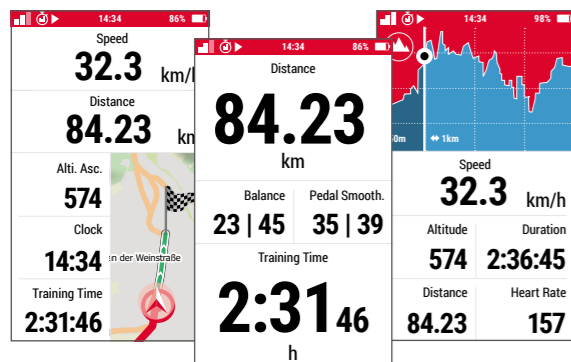 14:34 86%
Speed
32.3 km/h
Distance
84.23 km
Alti. Asc.
574
Clock
14:34
Training Time
2:31:46
n der Weinstraße
14:34 86%
Distance
84.23
km
Balance Pedal Smooth.
23 | 45 35 | 39
Training Time
2:31 46
h
14:34 98%
0m ⬌ 1km
Speed
32.3 km/h
Altitude Duration
574 2:36:45
Distance Heart Rate
84.23 157